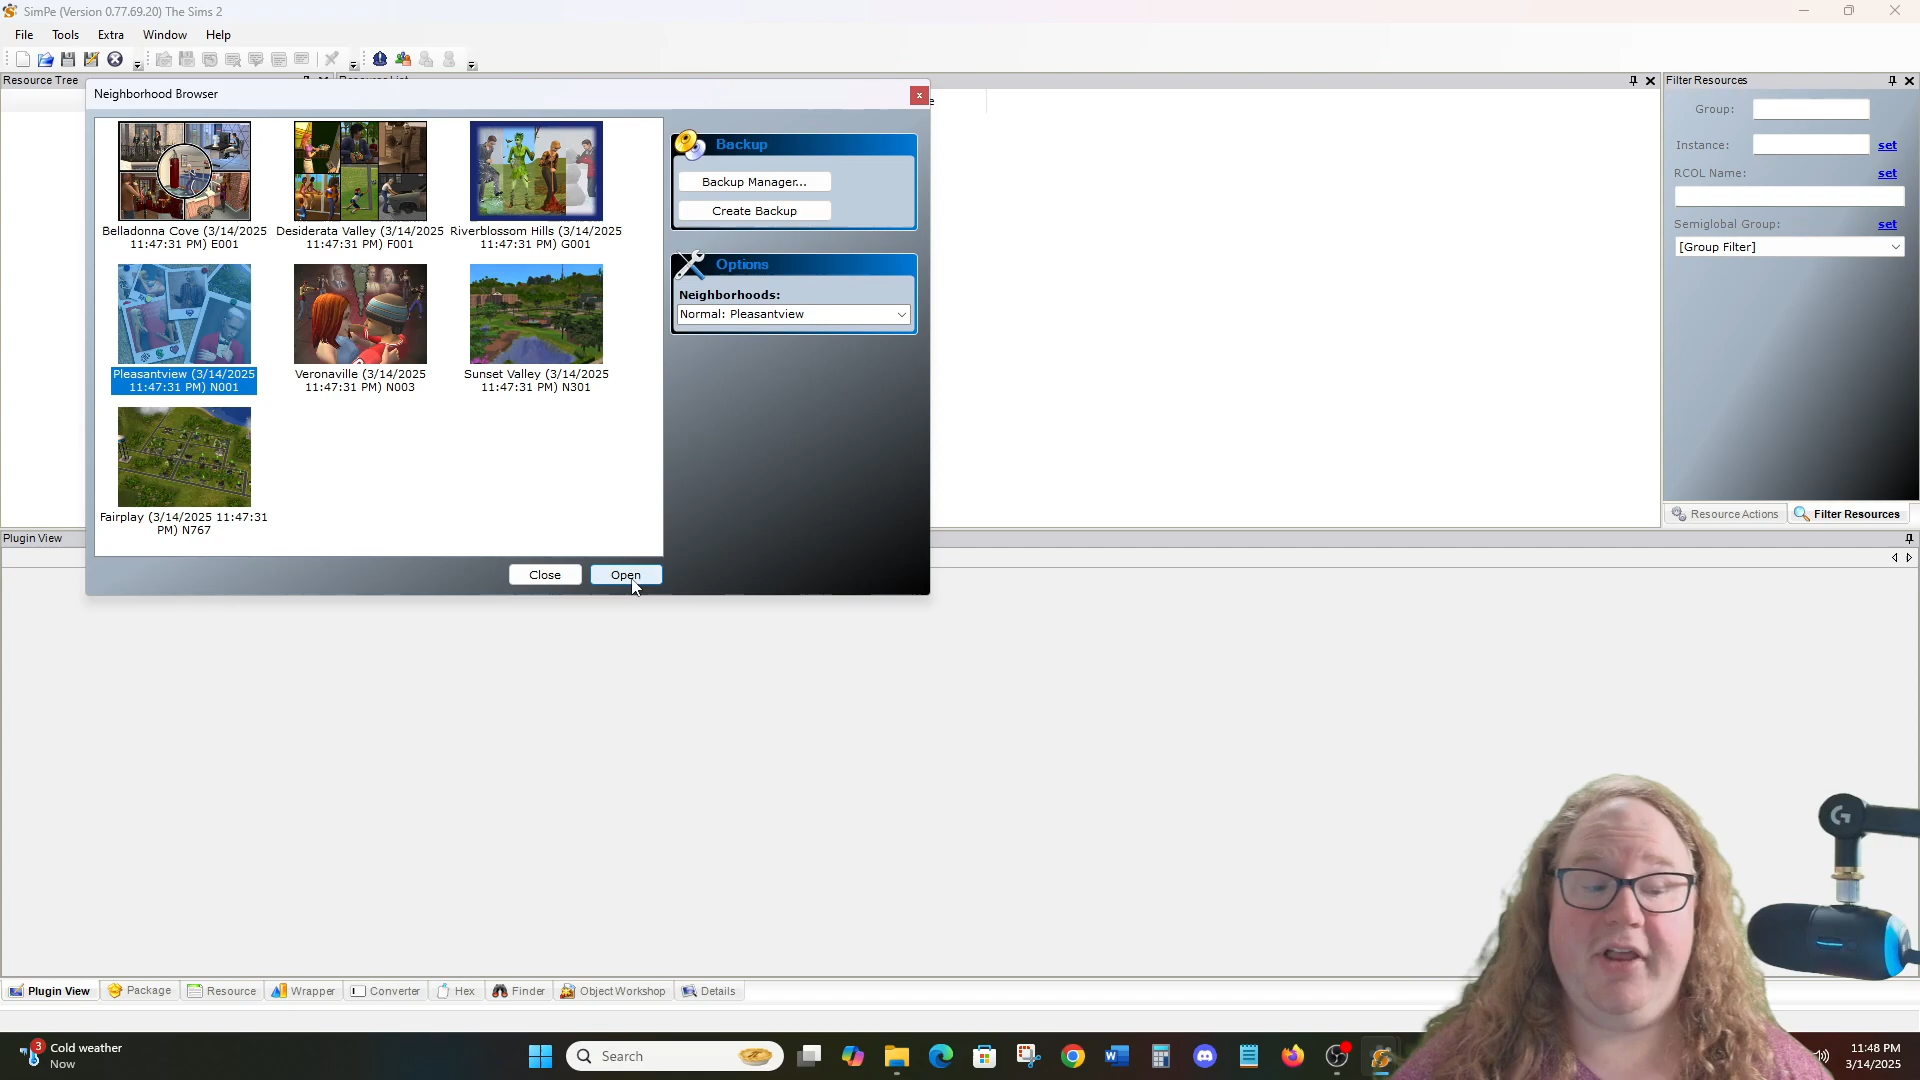 SimPe (Version 0.77.69.20) The Sims 2
File Tools Extra Window Help
Resource Tree
Filter Resources
Neighborhood Browser
Belladonna Cove (3/14/2025
11:47:31 PM) E001
Desiderata Valley (3/14/2025
11:47:31 PM) F001
Riverblossom Hills (3/14/2025
11:47:31 PM) G001
Pleasantview (3/14/2025
11:47:31 PM) N001
Veronaville (3/14/2025
11:47:31 PM) N003
Sunset Valley (3/14/2025
11:47:31 PM) N301
Fairplay (3/14/2025 11:47:31
PM) N767
Backup
Backup Manager...
Create Backup
Options
Neighborhoods:
Normal: Pleasantview
Close Open
Group:
Instance: set
RCOL Name: set
Semiglobal Group: set
[Group Filter]
Resource Actions Filter Resources
Plugin View
Plugin View Package Resource Wrapper Converter Hex Finder Object Workshop Details
3 Cold weather
Now
Search
11:48 PM
3/14/2025